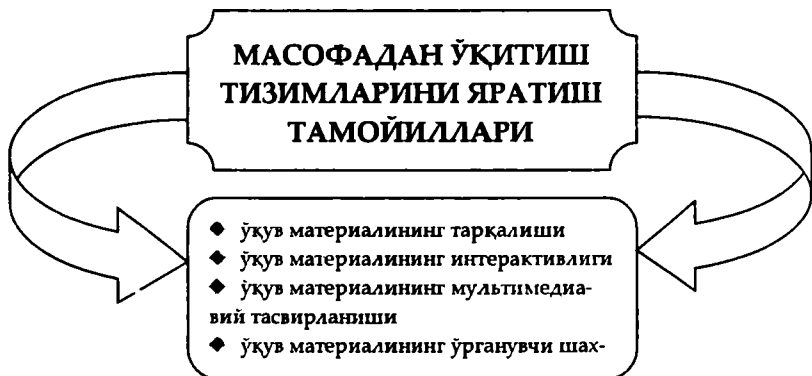 МАСОФАДАН ЎҚИТИШ
ТИЗИМЛАРИНИ ЯРАТИШ
ТАМОЙИЛЛАРИ
◆ ўқув материалининг тарқалиши
◆ ўқув материалининг интерактивлиги
◆ ўқув материалининг мультимедиа-
вий тасвирланиши
◆ ўқув материалининг ўрганувчи шах-